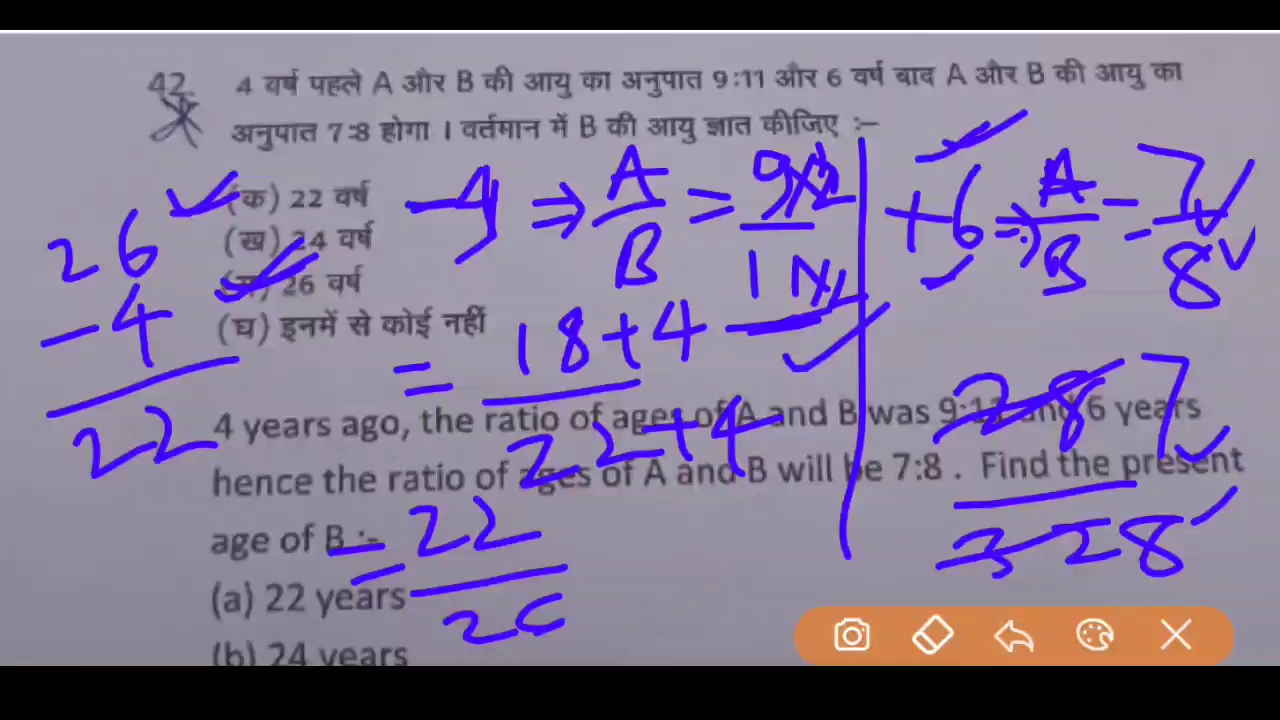 42. 4 वर्ष पहले A और B की आयु का अनुपात 9:11 और 6 वर्ष बाद A और B की आयु का
अनुपात 7:8 होगा । वर्तमान में B की आयु ज्ञात कीजिए :-
(क) 22 वर्ष
(ख) 24 वर्ष
(ग) 26 वर्ष
(घ) इनमें से कोई नहीं
26
- 4
22
-4 ⇒ A/B = 9×2
+6 ⇒ A/B = 7/8
= 18+4
22+4
= 22
28 7
32 8
4 years ago, the ratio of ages of A and B was 9:11 and 6 years
hence the ratio of ages of A and B will be 7:8 . Find the present
age of B :-
(a) 22 years
(b) 24 years